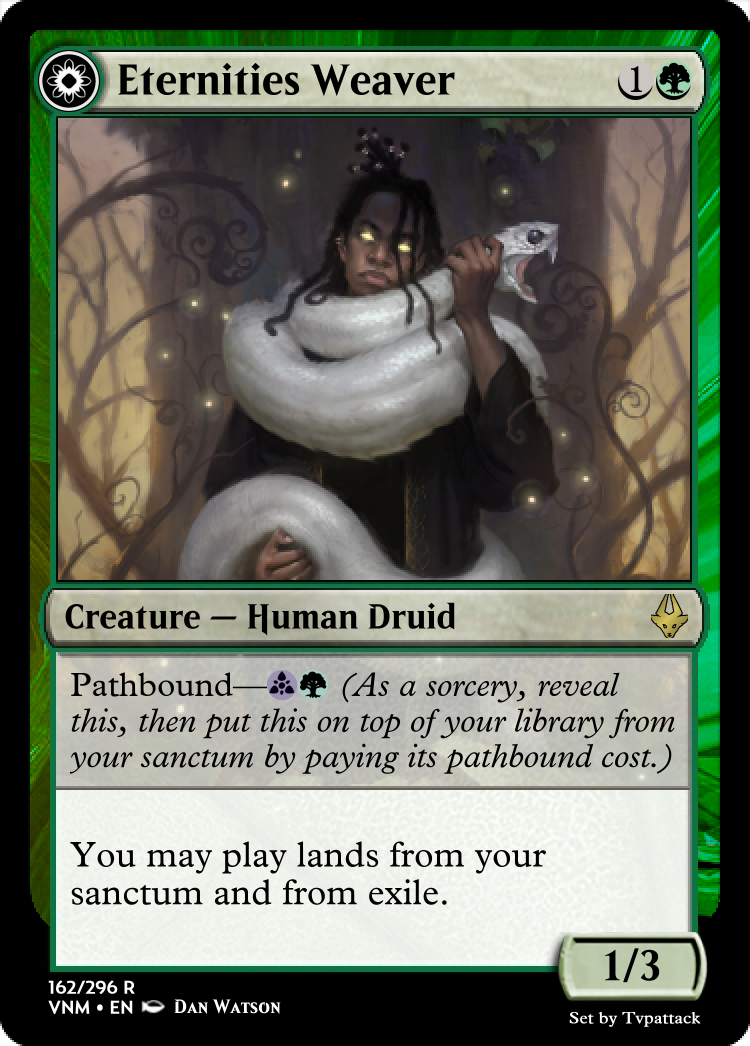 Eternities Weaver 1
Creature — Human Druid
Pathbound— (As a sorcery, reveal
this, then put this on top of your library from
your sanctum by paying its pathbound cost.)
You may play lands from your
sanctum and from exile.
1/3
162/296 R
VNM • EN Dan Watson
Set by Tvpattack